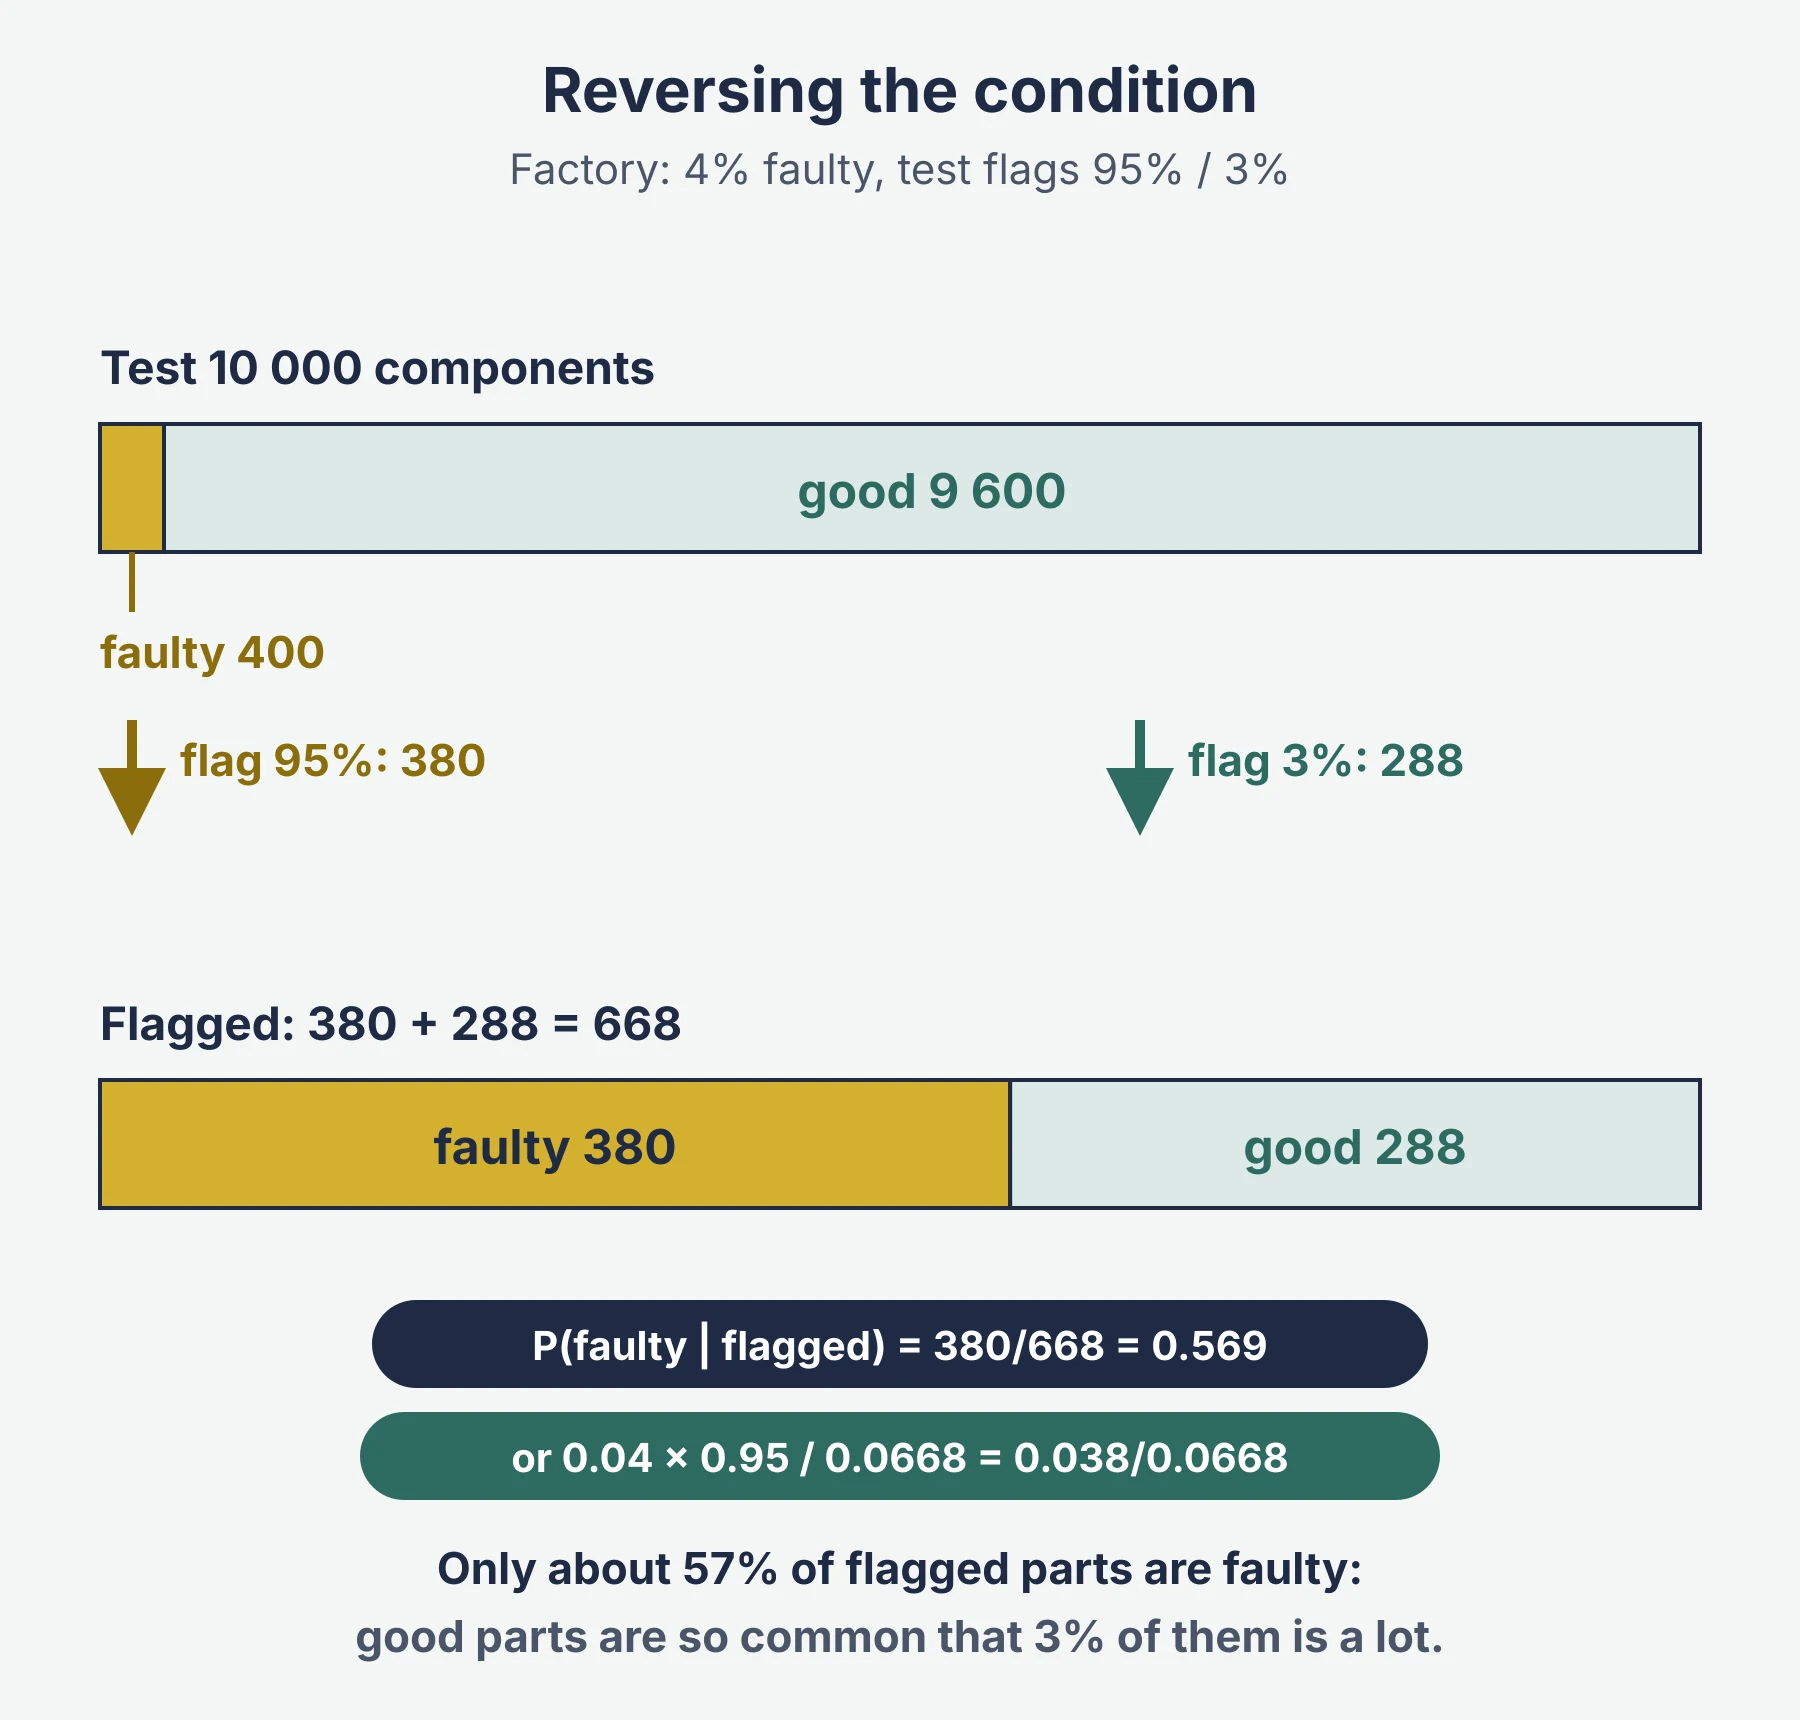 Reversing the condition
Factory: 4% faulty, test flags 95% / 3%
Test 10 000 components
good 9 600
faulty 400
flag 95%: 380
flag 3%: 288
Flagged: 380 + 288 = 668
faulty 380
good 288
P(faulty | flagged) = 380/668 = 0.569
or 0.04 × 0.95 / 0.0668 = 0.038/0.0668
Only about 57% of flagged parts are faulty:
good parts are so common that 3% of them is a lot.